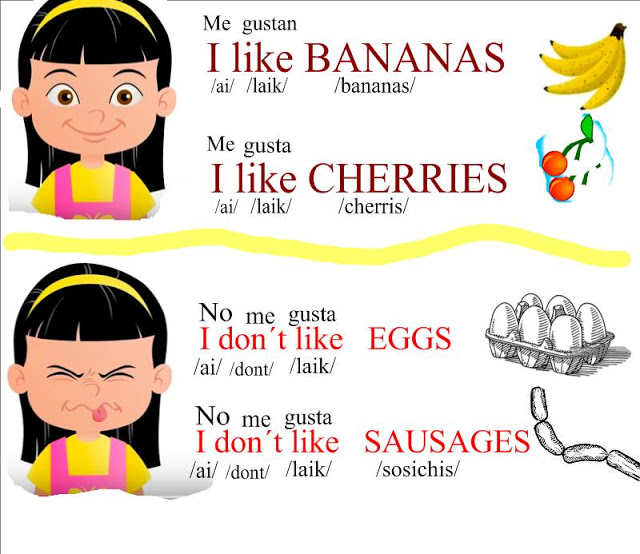 Me gustan
I like BANANAS
/ai/ /laik/ /bananas/
Me gusta
I like CHERRIES
/ai/ /laik/ /cherris/
No me gusta
I don´t like EGGS
/ai/ /dont/ /laik/
No me gusta
I don´t like SAUSAGES
/ai/ /dont/ /laik/ /sosichis/